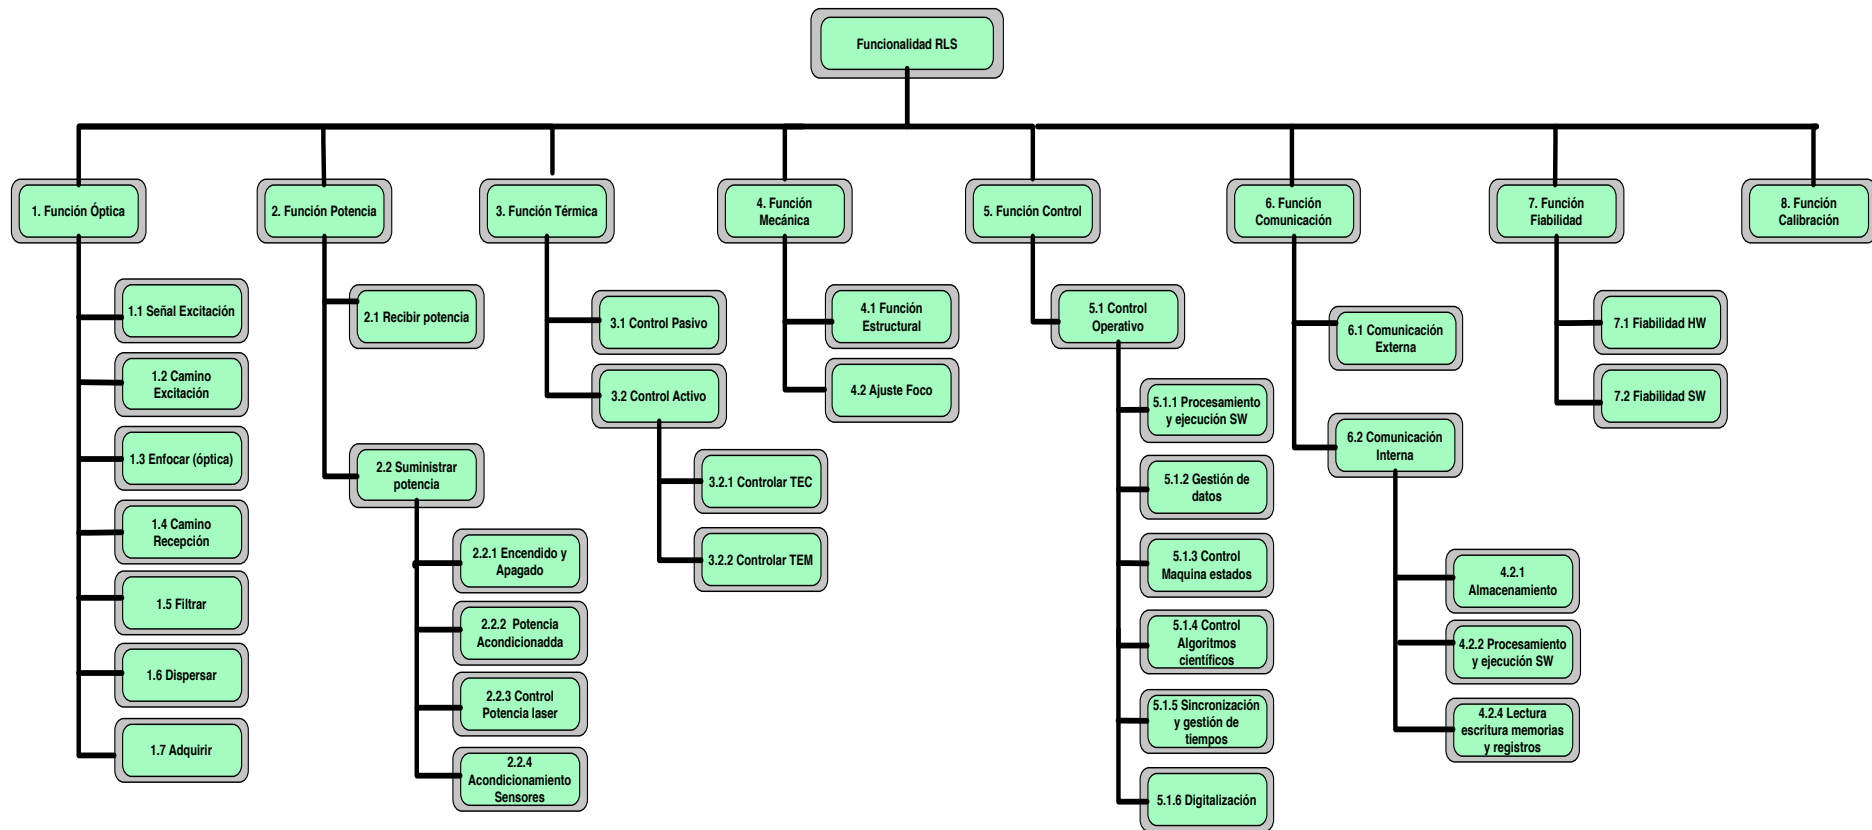 Funcionalidad RLS
1. Función Óptica
2. Función Potencia
3. Función Térmica
4. Función
Mecánica
5. Función Control
6. Función
Comunicación
7. Función
Fiabilidad
8. Función
Calibración
1.1 Señal Excitación
1.2 Camino
Excitación
1.3 Enfocar (óptica)
1.4 Camino
Recepción
1.5 Filtrar
1.6 Dispersar
1.7 Adquirir
2.1 Recibir potencia
2.2 Suministrar
potencia
2.2.1 Encendido y
Apagado
2.2.2 Potencia
Acondicionadda
2.2.3 Control
Potencia laser
2.2.4
Acondicionamiento
Sensores
3.1 Control Pasivo
3.2 Control Activo
3.2.1 Controlar TEC
3.2.2 Controlar TEM
4.1 Función
Estructural
4.2 Ajuste Foco
5.1 Control
Operativo
5.1.1 Procesamiento
y ejecución SW
5.1.2 Gestión de
datos
5.1.3 Control
Maquina estados
5.1.4 Control
Algoritmos
científicos
5.1.5 Sincronización
y gestión de
tiempos
5.1.6 Digitalización
6.1 Comunicación
Externa
6.2 Comunicación
Interna
4.2.1
Almacenamiento
4.2.2 Procesamiento
y ejecución SW
4.2.4 Lectura
escritura memorias
y registros
7.1 Fiabilidad HW
7.2 Fiabilidad SW